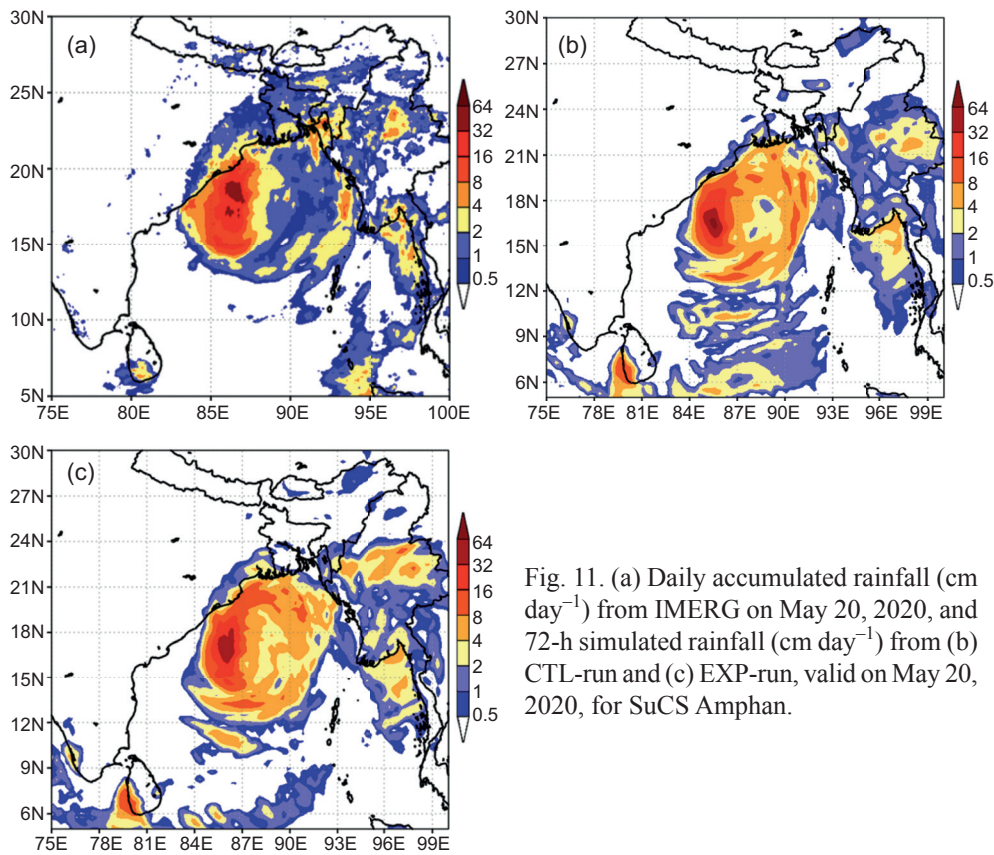 30N
(a)
25N
20N
15N
10N
5N
75E 80E 85E 90E 95E 100E
64
32
16
8
4
2
1
0.5
30N
(b)
27N
24N
21N
18N
15N
12N
9N
6N
75E 78E 81E 84E 87E 90E 93E 96E 99E
64
32
16
8
4
2
1
0.5
30N
(c)
27N
24N
21N
18N
15N
12N
9N
6N
75E 78E 81E 84E 87E 90E 93E 96E 99E
64
32
16
8
4
2
1
0.5
Fig. 11. (a) Daily accumulated rainfall (cm
day–1) from IMERG on May 20, 2020, and
72-h simulated rainfall (cm day–1) from (b)
CTL-run and (c) EXP-run, valid on May 20,
2020, for SuCS Amphan.